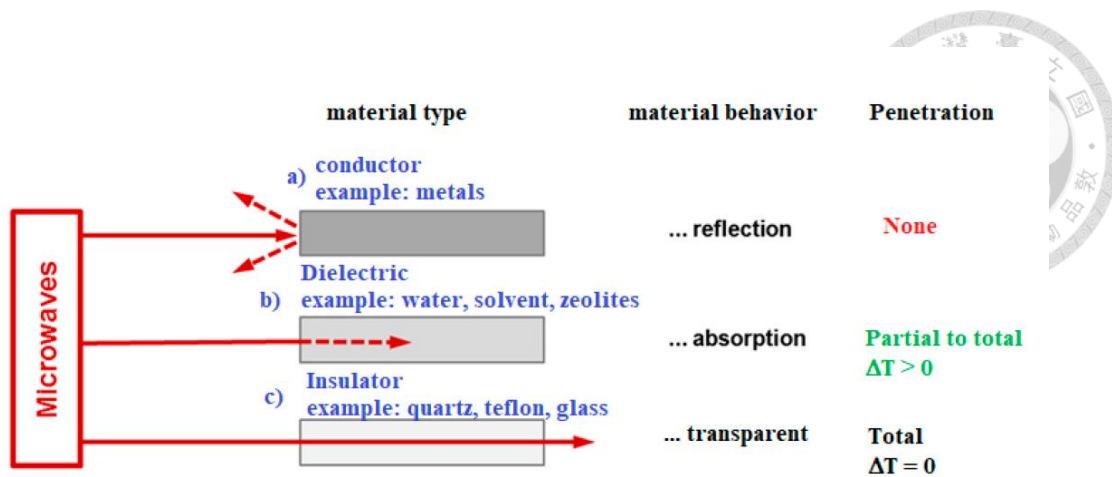 material type
material behavior
Penetration
a) conductor
example: metals
... reflection
None
Microwaves
b) Dielectric
example: water, solvent, zeolites
... absorption
Partial to total
ΔT > 0
c) Insulator
example: quartz, teflon, glass
... transparent
Total
ΔT = 0